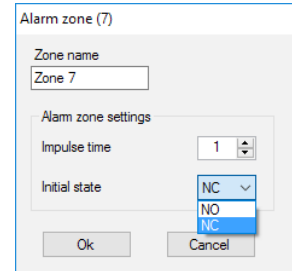 Alarm zone (7)
Zone name
Zone 7
Alarm zone settings
Impulse time 1
Initial state NC
NO
NC
Ok Cancel